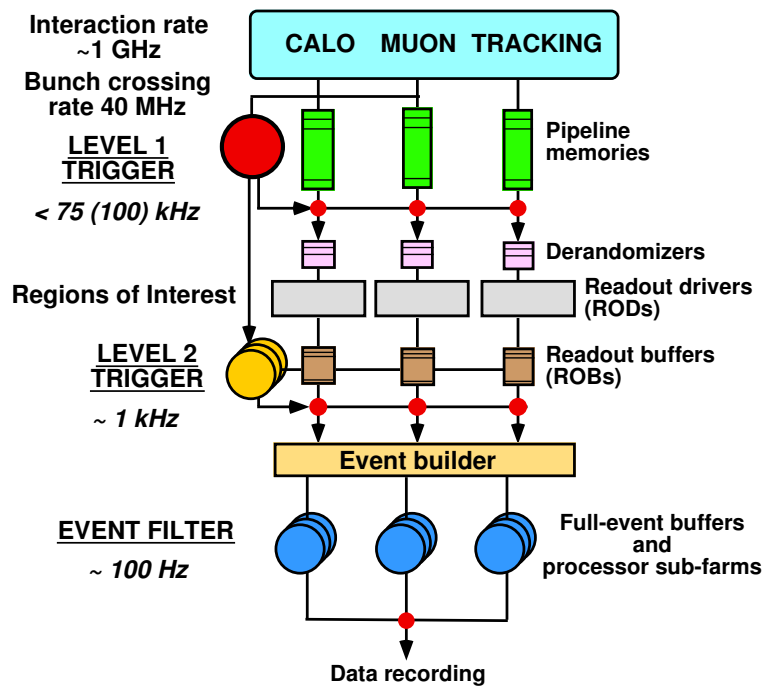 Interaction rate
~1 GHz
CALO MUON TRACKING
Bunch crossing
rate 40 MHz
LEVEL 1
TRIGGER
< 75 (100) kHz
Pipeline
memories
Derandomizers
Regions of Interest
Readout drivers
(RODs)
LEVEL 2
TRIGGER
~ 1 kHz
Readout buffers
(ROBs)
Event builder
EVENT FILTER
~ 100 Hz
Full-event buffers
and
processor sub-farms
Data recording